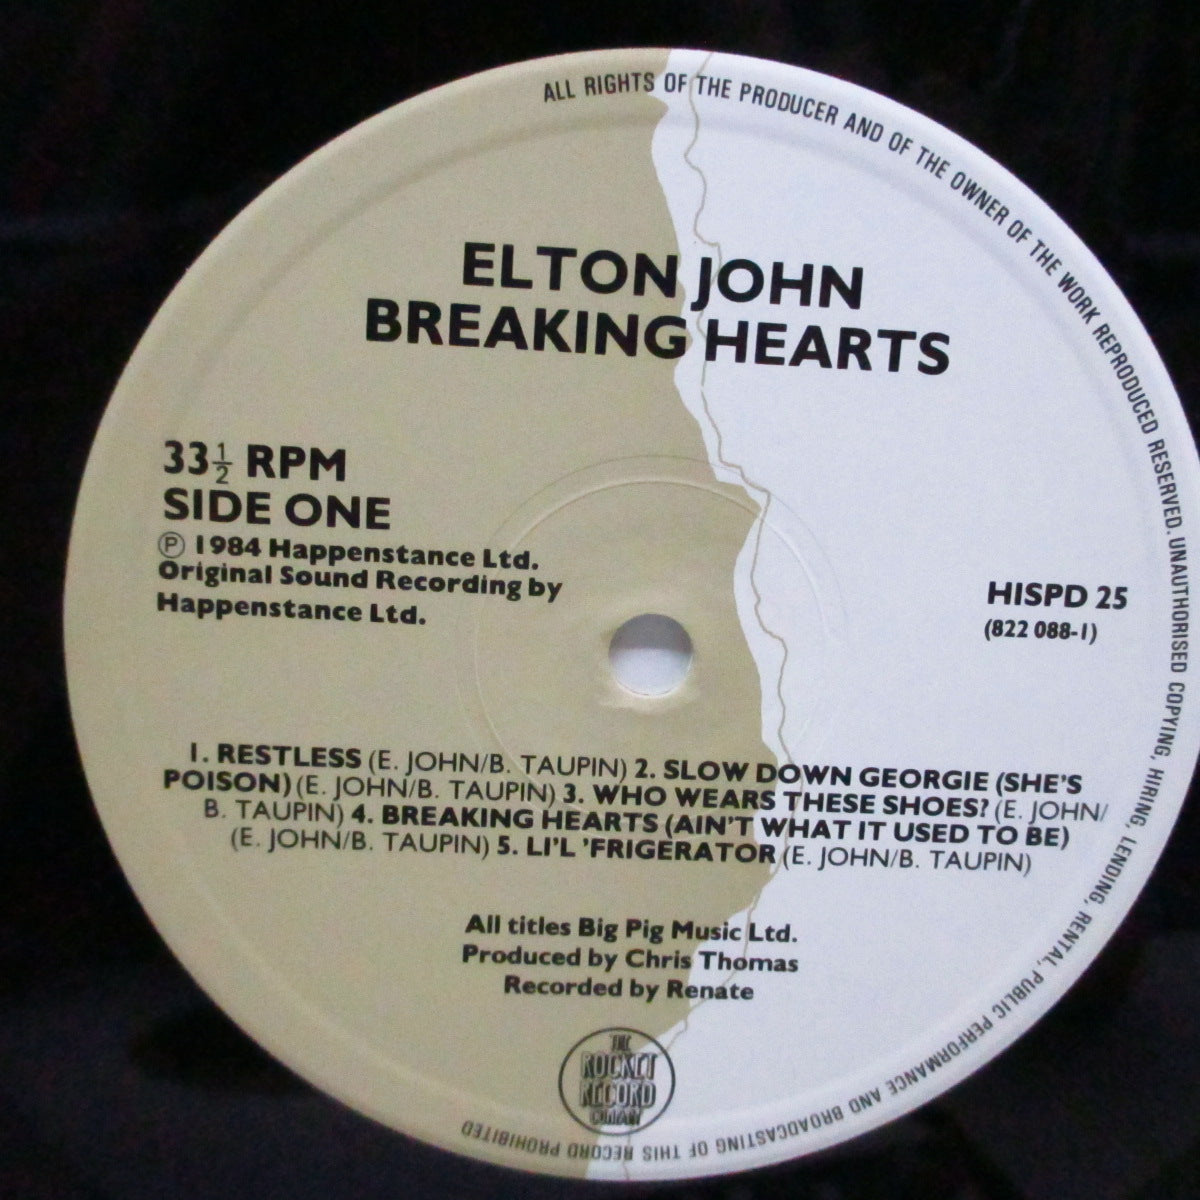 ALL RIGHTS OF THE PRODUCER AND OF THE OWNER OF THE WORK REPRODUCED RESERVED. UNAUTHORISED COPYING, HIRING, LENDING, RENTAL, PUBLIC PERFORMANCE AND BROADCASTING OF THIS RECORD PROHIBITED
ELTON JOHN
BREAKING HEARTS
33½ RPM
SIDE ONE
Ⓟ 1984 Happenstance Ltd.
Original Sound Recording by
Happenstance Ltd.
HISPD 25
(822 088-1)
1. RESTLESS (E. JOHN/B. TAUPIN) 2. SLOW DOWN GEORGIE (SHE'S
POISON) (E. JOHN/B. TAUPIN) 3. WHO WEARS THESE SHOES? (E. JOHN/
B. TAUPIN) 4. BREAKING HEARTS (AIN'T WHAT IT USED TO BE)
(E. JOHN/B. TAUPIN) 5. LI'L 'FRIGERATOR (E. JOHN/B. TAUPIN)
All titles Big Pig Music Ltd.
Produced by Chris Thomas
Recorded by Renate
THE
ROCKET
RECORD
COMPANY